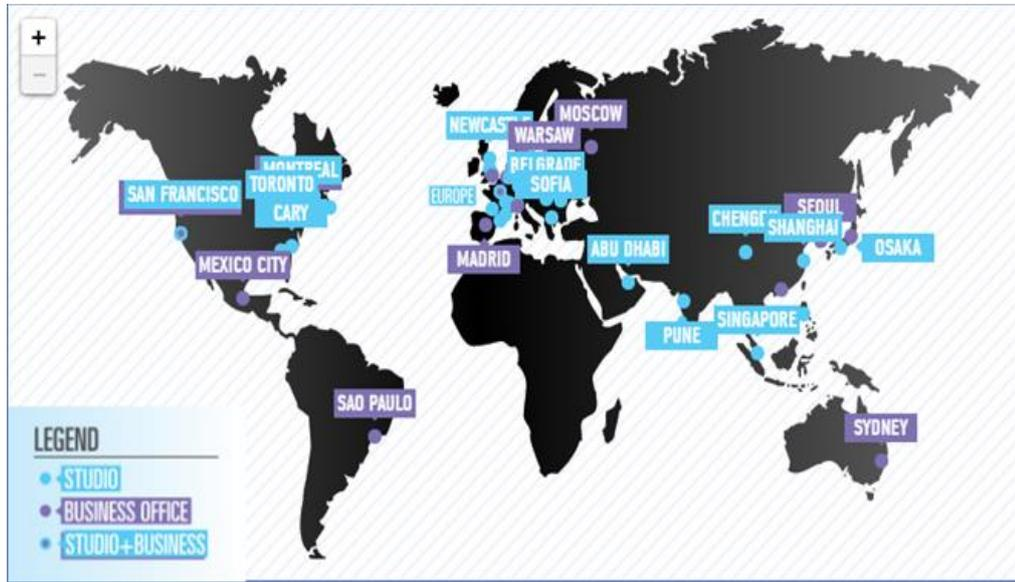 +
−
NEWCASTLE
MOSCOW
WARSAW
MONTREAL
BELGRADE
TORONTO
SOFIA
SAN FRANCISCO
EUROPE
CARY
CHENGDU
SEOUL
SHANGHAI
MADRID
ABU DHABI
OSAKA
MEXICO CITY
SINGAPORE
PUNE
SAO PAULO
SYDNEY
LEGEND
STUDIO
BUSINESS OFFICE
STUDIO+BUSINESS